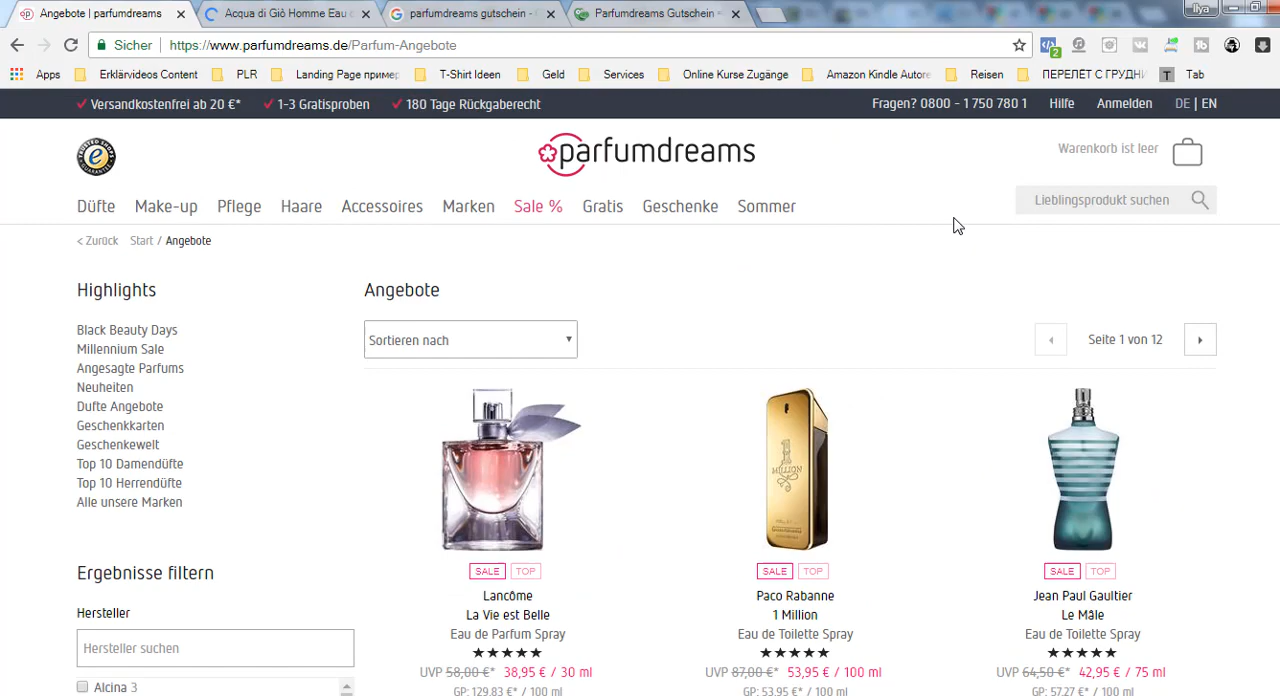 Angebote | parfumdreams
Acqua di Giò Homme Eau
parfumdreams gutschein -
Parfumdreams Gutschein
Ilya
Sicher
https://www.parfumdreams.de/Parfum-Angebote
2
Apps
Erklärvideos Content
PLR
Landing Page приме
T-Shirt Ideen
Geld
Services
Online Kurse Zugänge
Amazon Kindle Autore
Reisen
ПЕРЕЛЁТ С ГРУДН
T Tab
Versandkostenfrei ab 20 €*
1-3 Gratisproben
180 Tage Rückgaberecht
Fragen? 0800 - 1 750 780 1
Hilfe
Anmelden
DE | EN
parfumdreams
Warenkorb ist leer
Düfte
Make-up
Pflege
Haare
Accessoires
Marken
Sale %
Gratis
Geschenke
Sommer
Lieblingsprodukt suchen
< Zurück Start / Angebote
Highlights
Black Beauty Days
Millennium Sale
Angesagte Parfums
Neuheiten
Dufte Angebote
Geschenkkarten
Geschenkewelt
Top 10 Damendüfte
Top 10 Herrendüfte
Alle unsere Marken
Ergebnisse filtern
Hersteller
Hersteller suchen
Alcina 3
Angebote
Sortieren nach
Seite 1 von 12
SALE TOP
Lancôme
La Vie est Belle
Eau de Parfum Spray
★★★★★
UVP 58,00 €* 38,95 € / 30 ml
GP: 129,83 €* / 100 ml
1 MILLION
SALE TOP
Paco Rabanne
1 Million
Eau de Toilette Spray
★★★★★
UVP 87,00 €* 53,95 € / 100 ml
GP: 53,95 €* / 100 ml
SALE TOP
Jean Paul Gaultier
Le Mâle
Eau de Toilette Spray
★★★★★
UVP 64,50 €* 42,95 € / 75 ml
GP: 57,27 €* / 100 ml